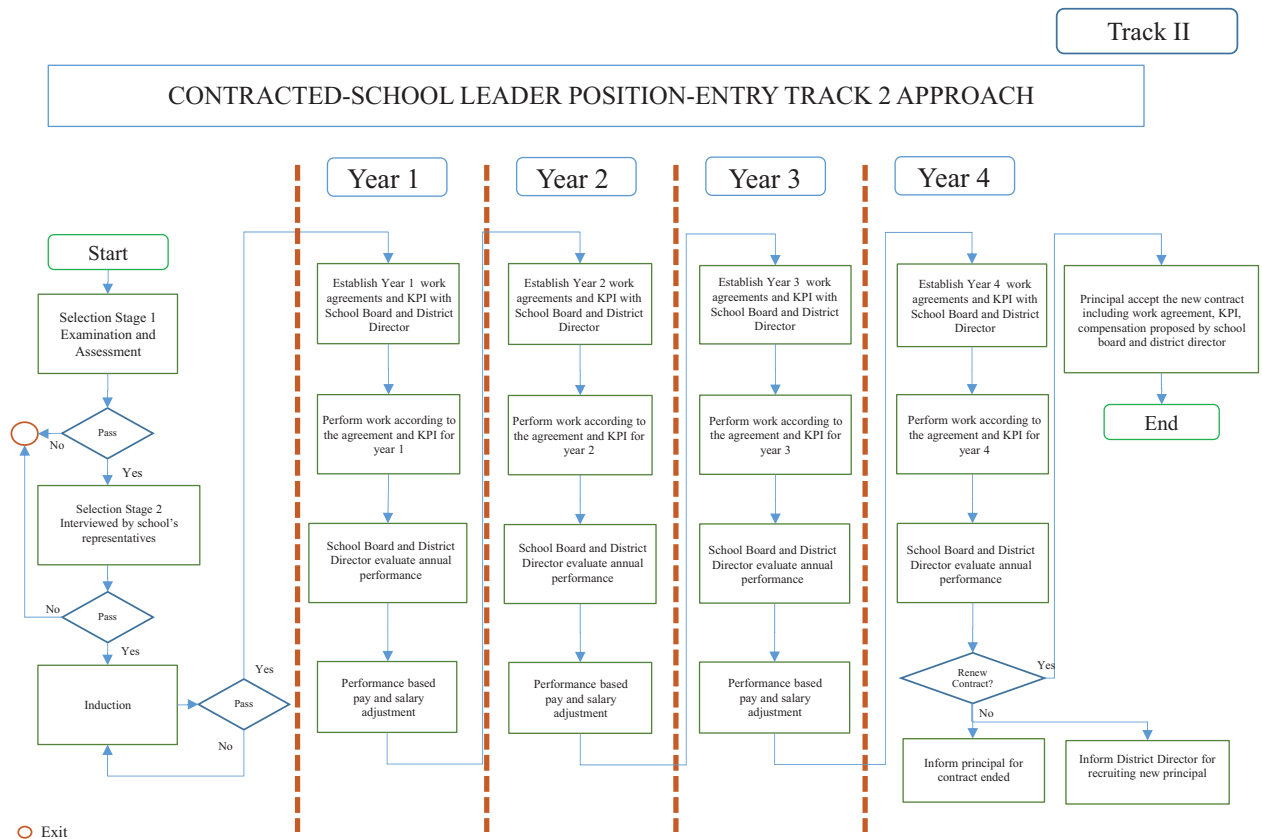 Track II
CONTRACTED-SCHOOL LEADER POSITION-ENTRY TRACK 2 APPROACH
Year 1
Year 2
Year 3
Year 4
Start
Selection Stage 1
Examination and
Assessment
Pass
No
Yes
Selection Stage 2
Interviewed by school's
representatives
No
Pass
Yes
Induction
Yes
Pass
No
Exit
Establish Year 1 work
agreements and KPI with
School Board and District
Director
Perform work according to
the agreement and KPI for
year 1
School Board and District
Director evaluate annual
performance
Performance based
pay and salary
adjustment
Establish Year 2 work
agreements and KPI with
School Board and District
Director
Perform work according to
the agreement and KPI for
year 2
School Board and District
Director evaluate annual
performance
Performance based
pay and salary
adjustment
Establish Year 3 work
agreements and KPI with
School Board and District
Director
Perform work according to
the agreement and KPI for
year 3
School Board and District
Director evaluate annual
performance
Performance based
pay and salary
adjustment
Establish Year 4 work
agreements and KPI with
School Board and District
Director
Perform work according to
the agreement and KPI for
year 4
School Board and District
Director evaluate annual
performance
Renew
Contract?
Yes
No
Inform principal for
contract ended
Inform District Director for
recruiting new principal
Principal accept the new contract
including work agreement, KPI,
compensation proposed by school
board and district director
End